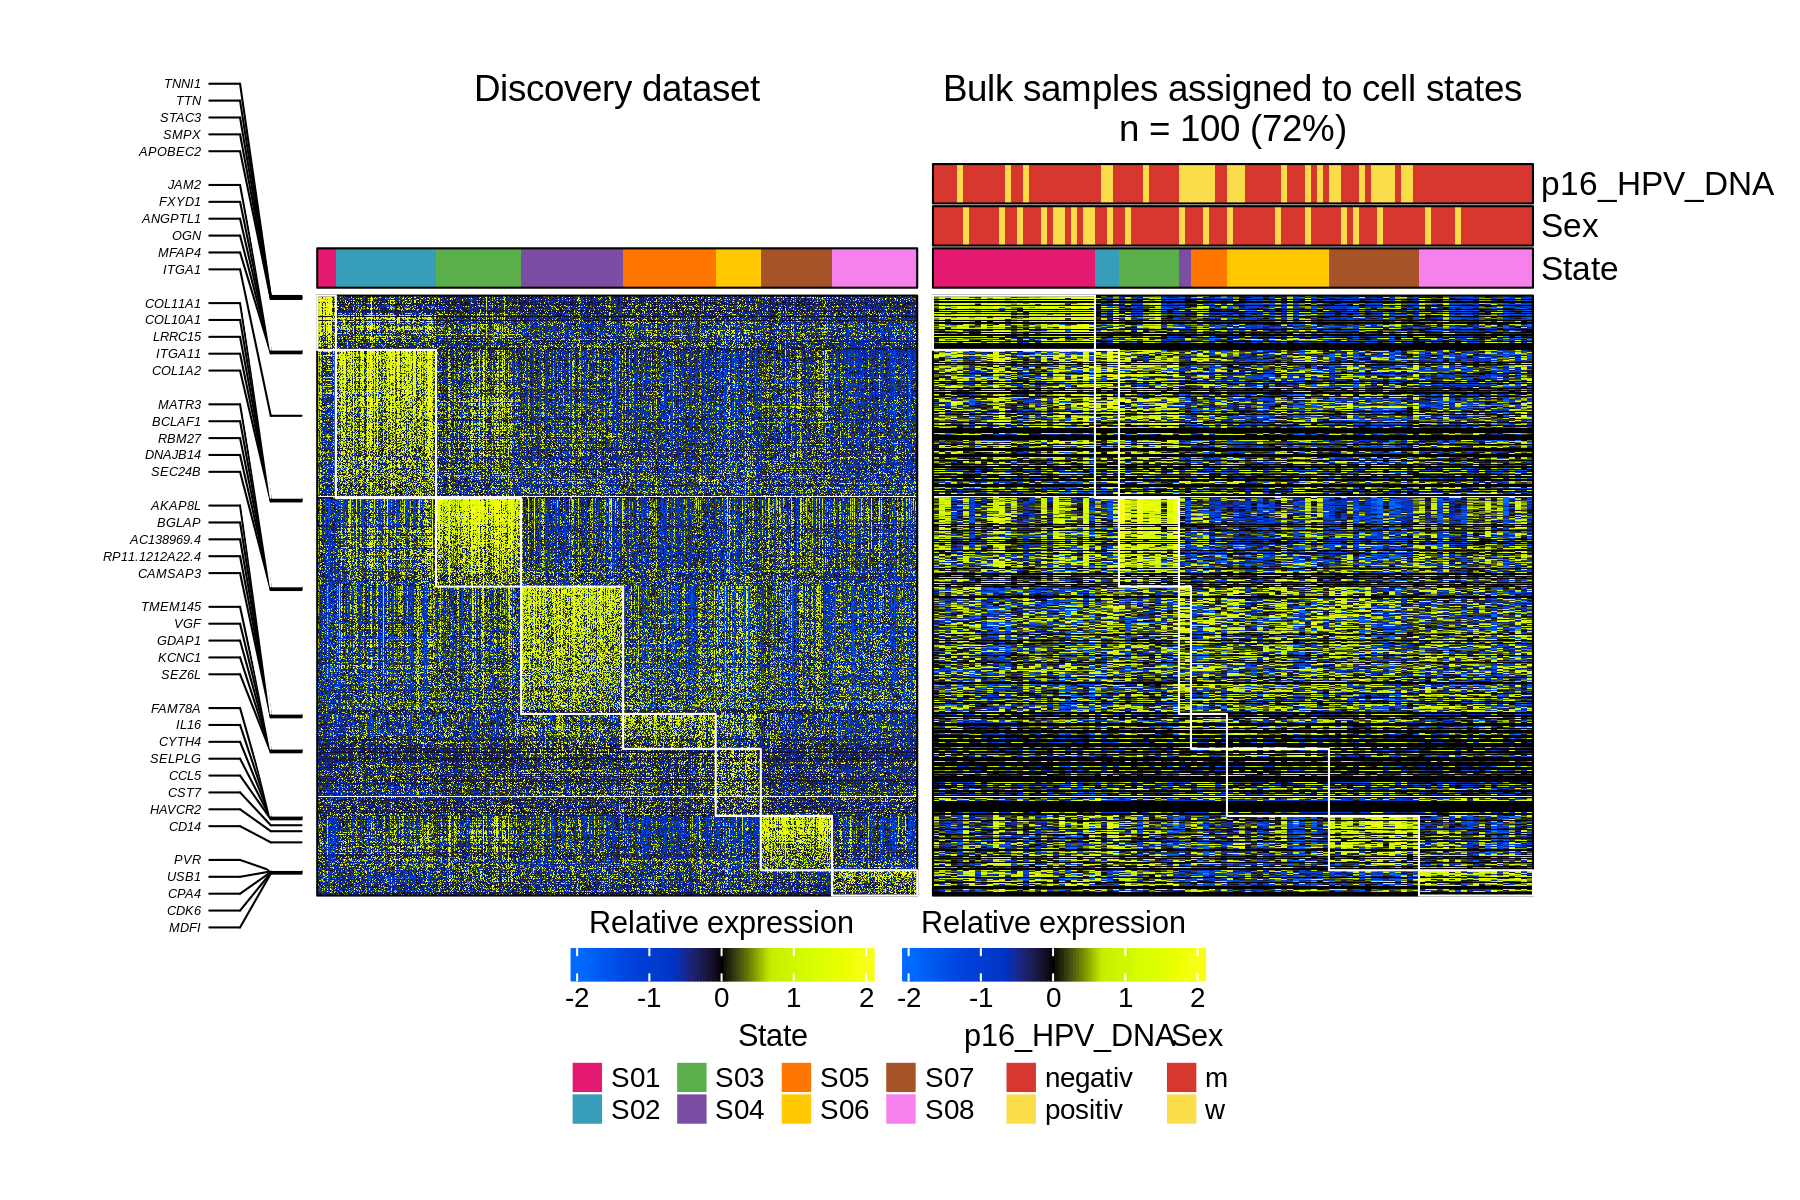 Discovery dataset
Bulk samples assigned to cell states
n = 100 (72%)
p16_HPV_DNA
Sex
State
TNNI1
TTN
STAC3
SMPX
APOBEC2
JAM2
FXYD1
ANGPTL1
OGN
MFAP4
ITGA1
COL11A1
COL10A1
LRRC15
ITGA11
COL1A2
MATR3
BCLAF1
RBM27
DNAJB14
SEC24B
AKAP8L
BGLAP
AC138969.4
RP11.1212A22.4
CAMSAP3
TMEM145
VGF
GDAP1
KCNC1
SEZ6L
FAM78A
IL16
CYTH4
SELPLG
CCL5
CST7
HAVCR2
CD14
PVR
USB1
CPA4
CDK6
MDFI
Relative expression Relative expression
-2 -1 0 1 2 -2 -1 0 1 2
State p16_HPV_DNA Sex
S01 S03 S05 S07 negativ m
S02 S04 S06 S08 positiv w